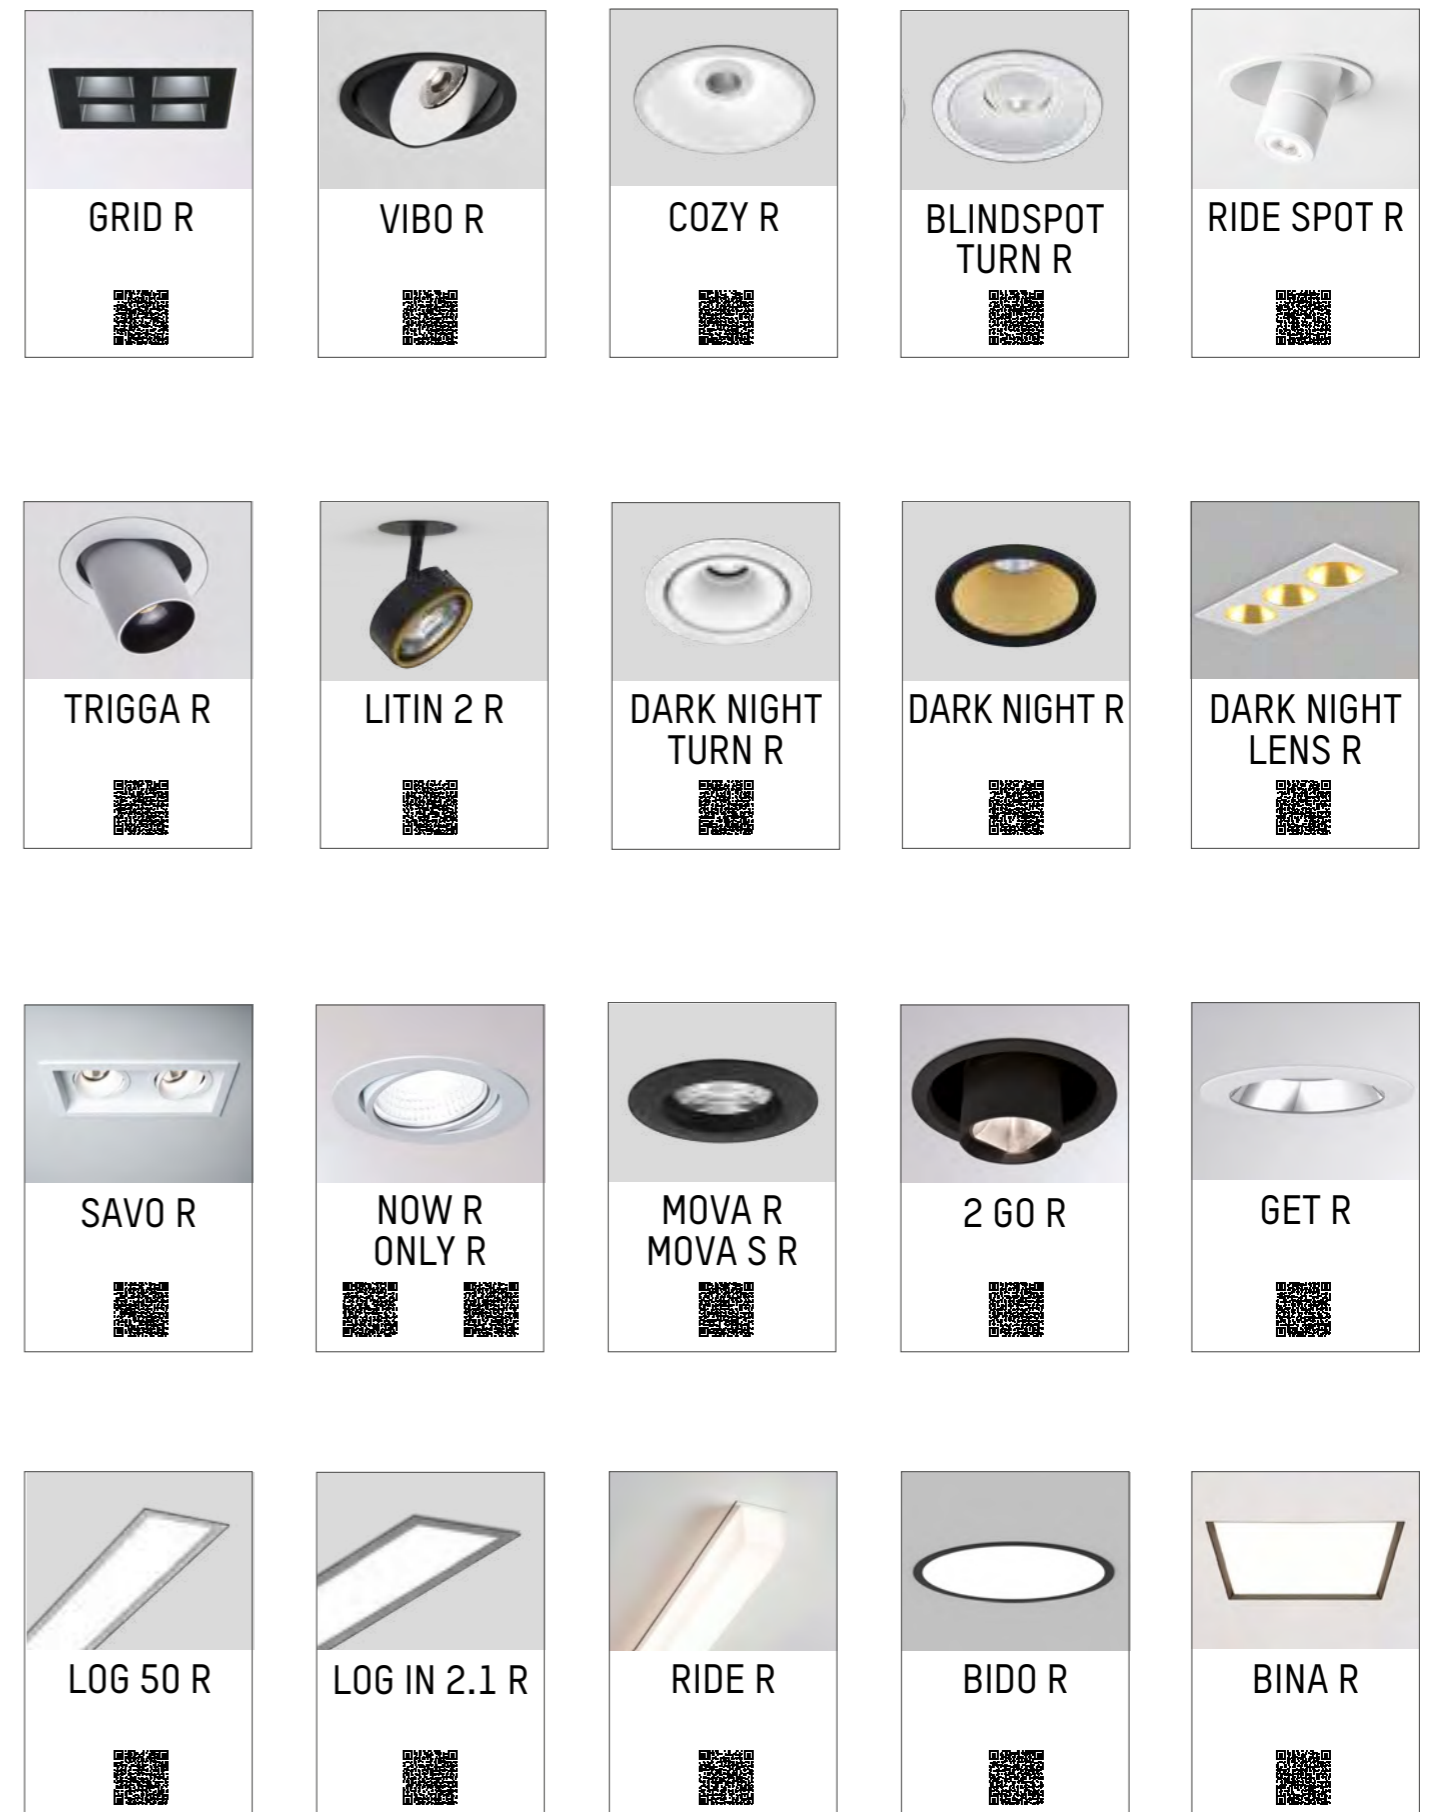 GRID R
VIBO R
COZY R
BLINDSPOT
TURN R
RIDE SPOT R
TRIGGA R
LITIN 2 R
DARK NIGHT
TURN R
DARK NIGHT R
DARK NIGHT
LENS R
SAVO R
NOW R
ONLY R
MOVA R
MOVA S R
2 GO R
GET R
LOG 50 R
LOG IN 2.1 R
RIDE R
BIDO R
BINA R